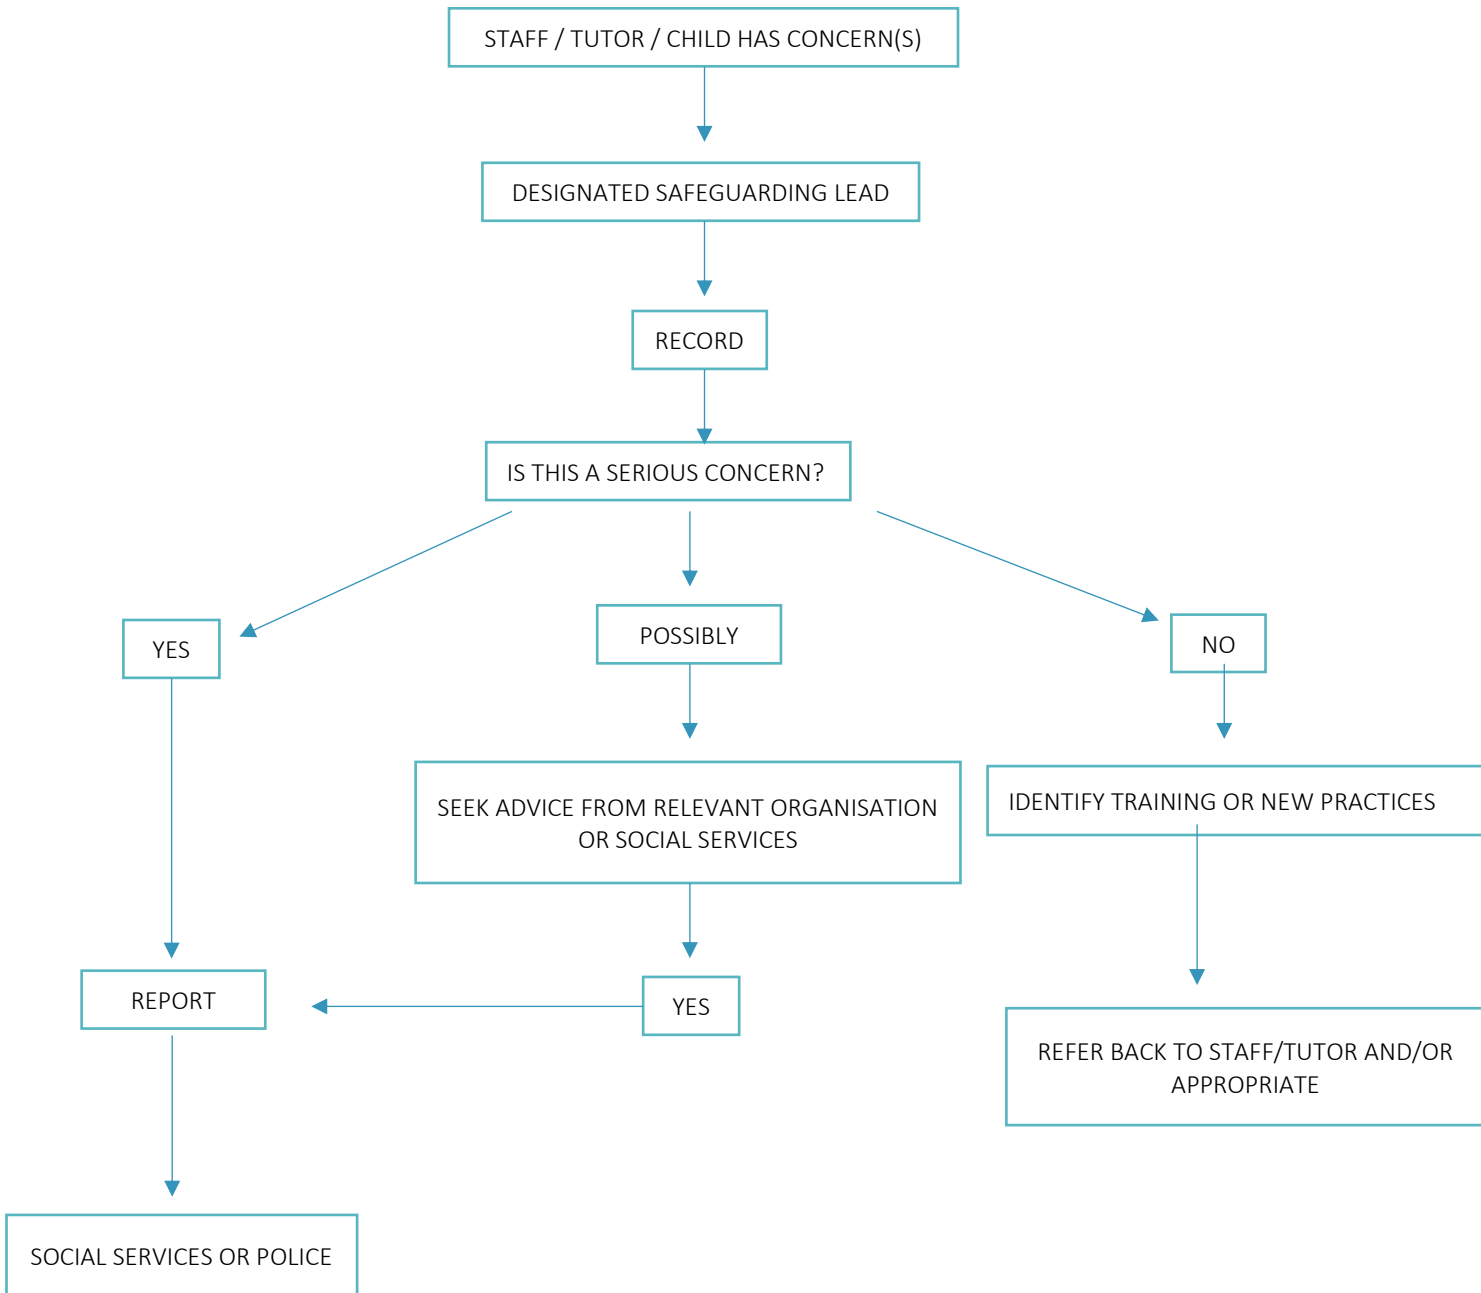 STAFF / TUTOR / CHILD HAS CONCERN(S)
DESIGNATED SAFEGUARDING LEAD
RECORD
IS THIS A SERIOUS CONCERN?
YES
POSSIBLY
NO
SEEK ADVICE FROM RELEVANT ORGANISATION
OR SOCIAL SERVICES
IDENTIFY TRAINING OR NEW PRACTICES
REPORT
YES
REFER BACK TO STAFF/TUTOR AND/OR
APPROPRIATE
SOCIAL SERVICES OR POLICE